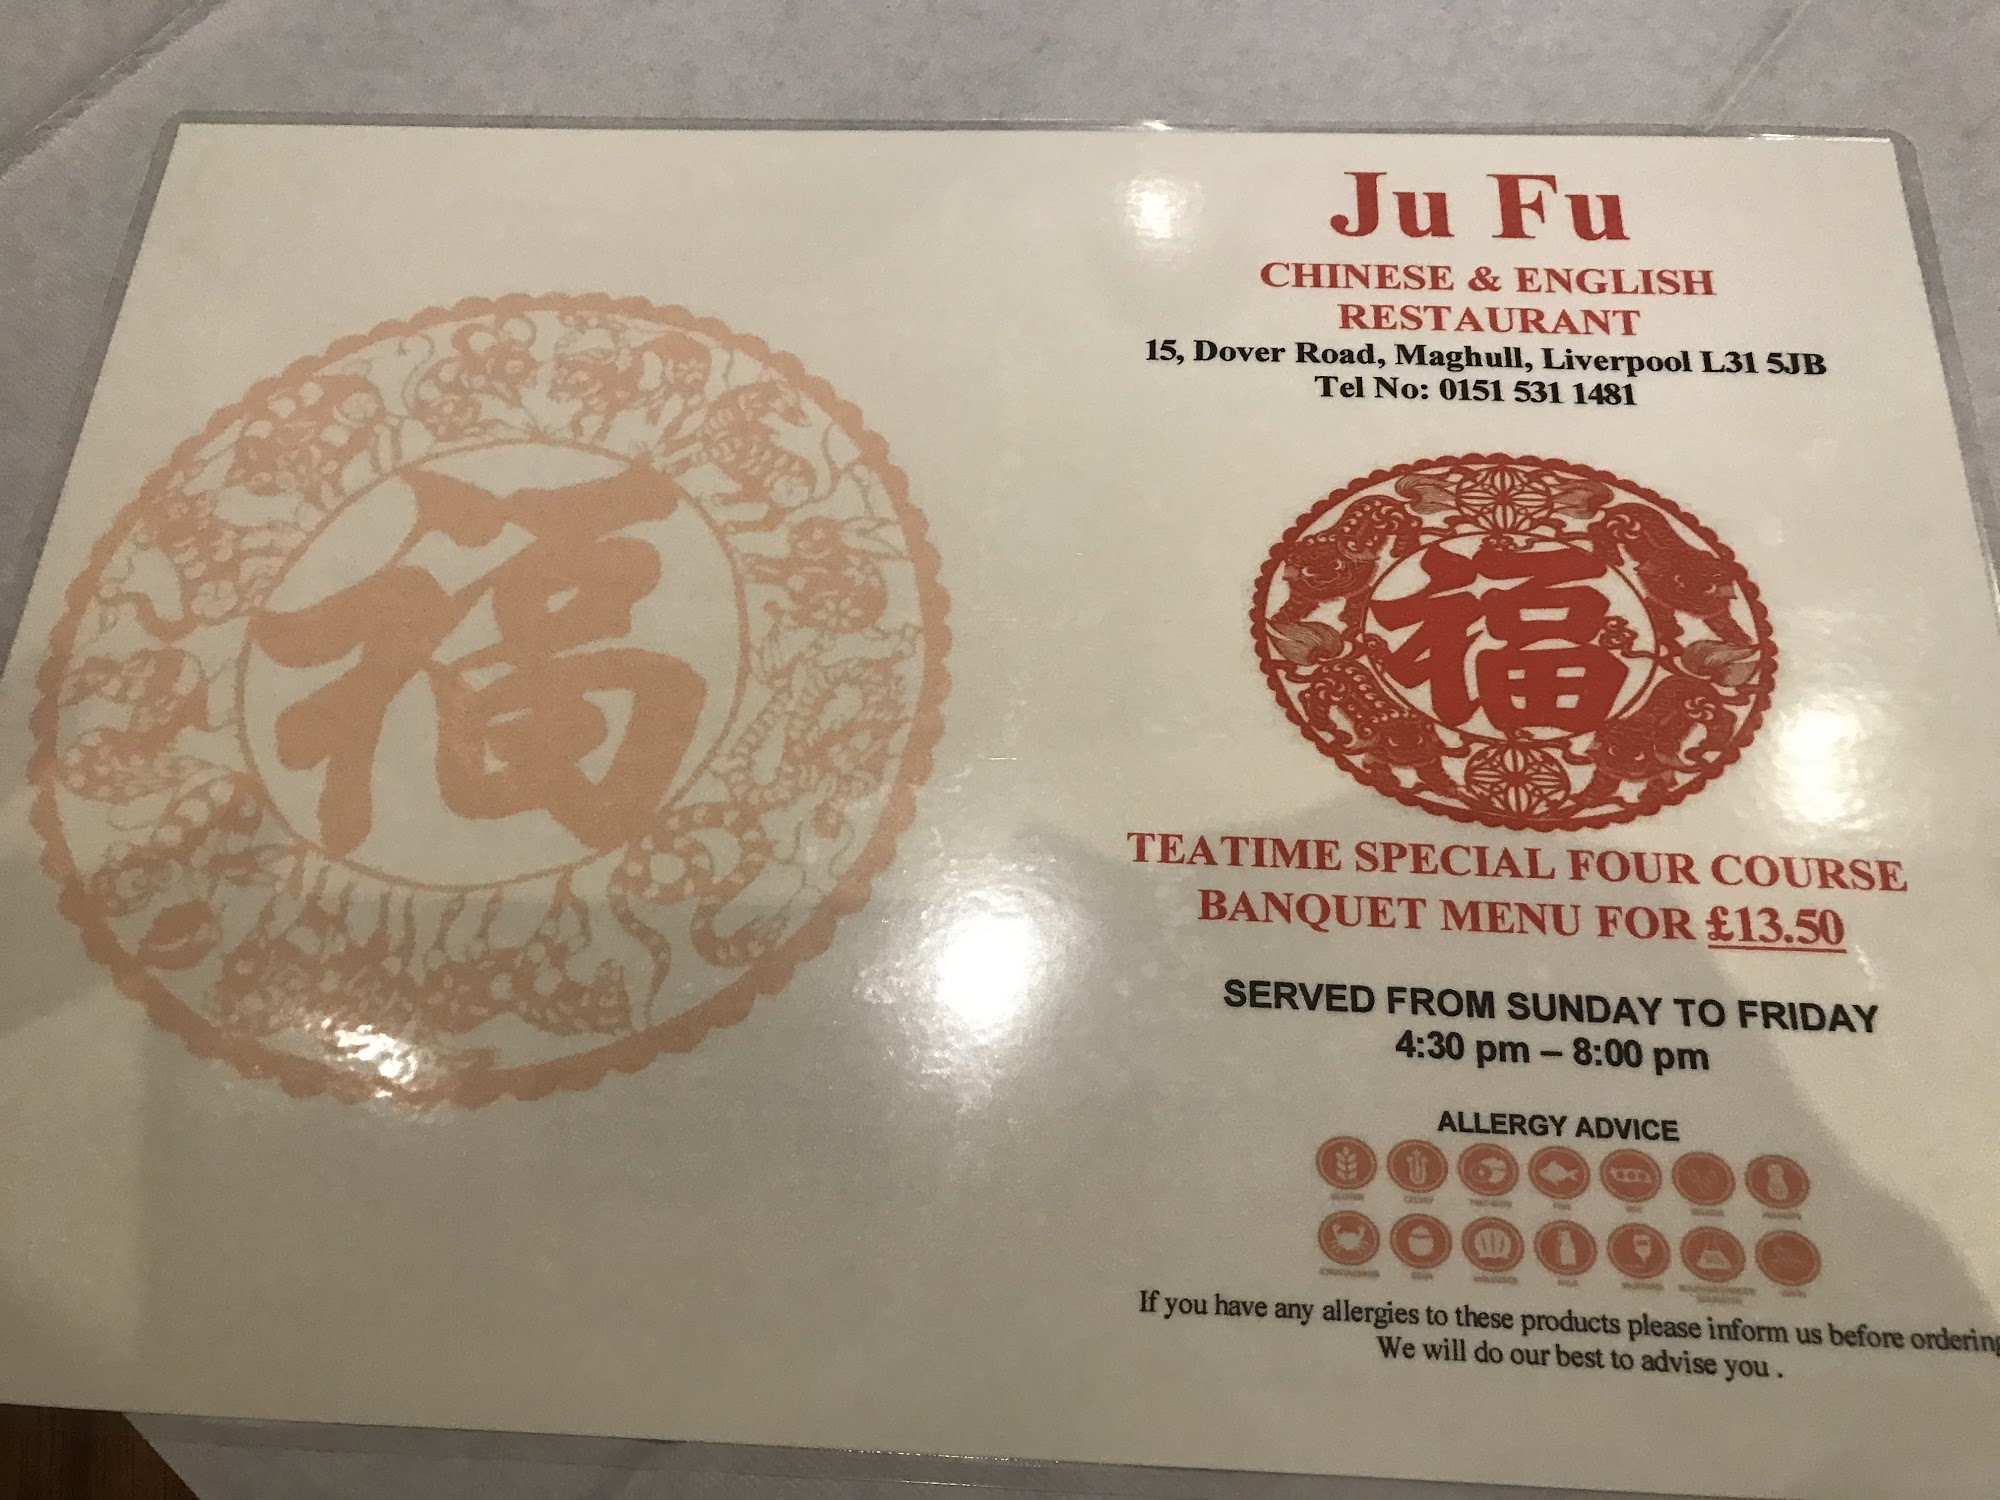 福
Ju Fu
CHINESE & ENGLISH
RESTAURANT
15, Dover Road, Maghull, Liverpool L31 5JB
Tel No: 0151 531 1481
福
TEATIME SPECIAL FOUR COURSE
BANQUET MENU FOR £13.50
SERVED FROM SUNDAY TO FRIDAY
4:30 pm – 8:00 pm
ALLERGY ADVICE
If you have any allergies to these products please inform us before ordering
We will do our best to advise you .